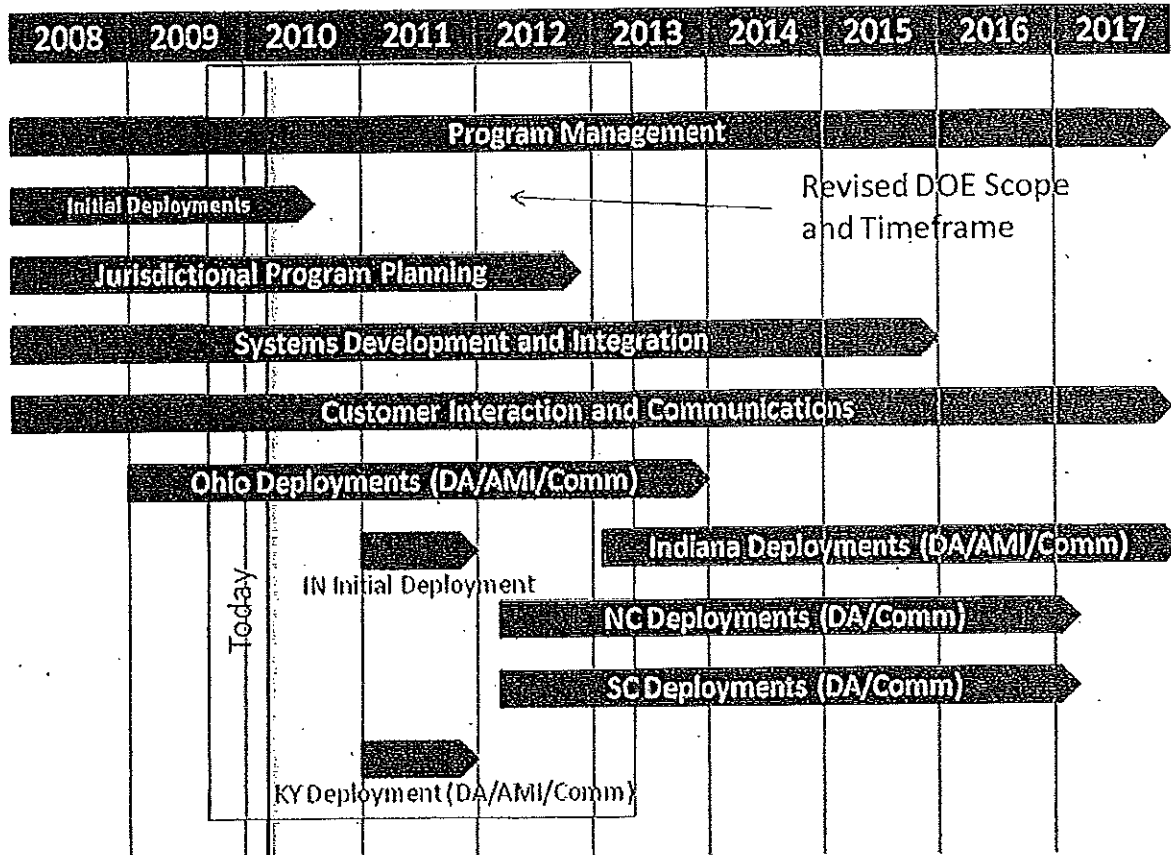 2008 2009 2010 2011 2012 2013 2014 2015 2016 2017
Program Management
Initial Deployments
Revised DOE Scope
and Timeframe
Jurisdictional Program Planning
Systems Development and Integration
Customer Interaction and Communications
Ohio Deployments (DA/AMI/Comm)
Indiana Deployments (DA/AMI/Comm)
IN Initial Deployment
Today
NC Deployments (DA/Comm)
SC Deployments (DA/Comm)
KY Deployment (DA/AMI/Comm)